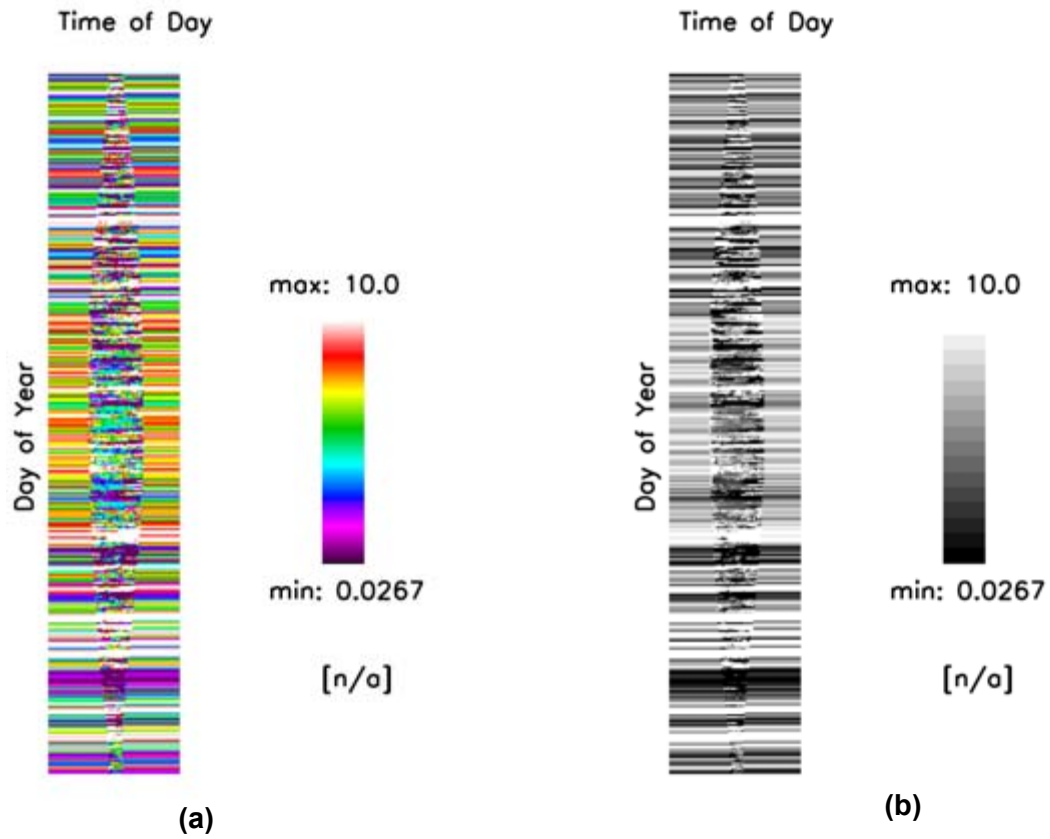 Time of Day
Day of Year
max: 10.0
min: 0.0267
[n/a]
(a)
Time of Day
Day of Year
max: 10.0
min: 0.0267
[n/a]
(b)